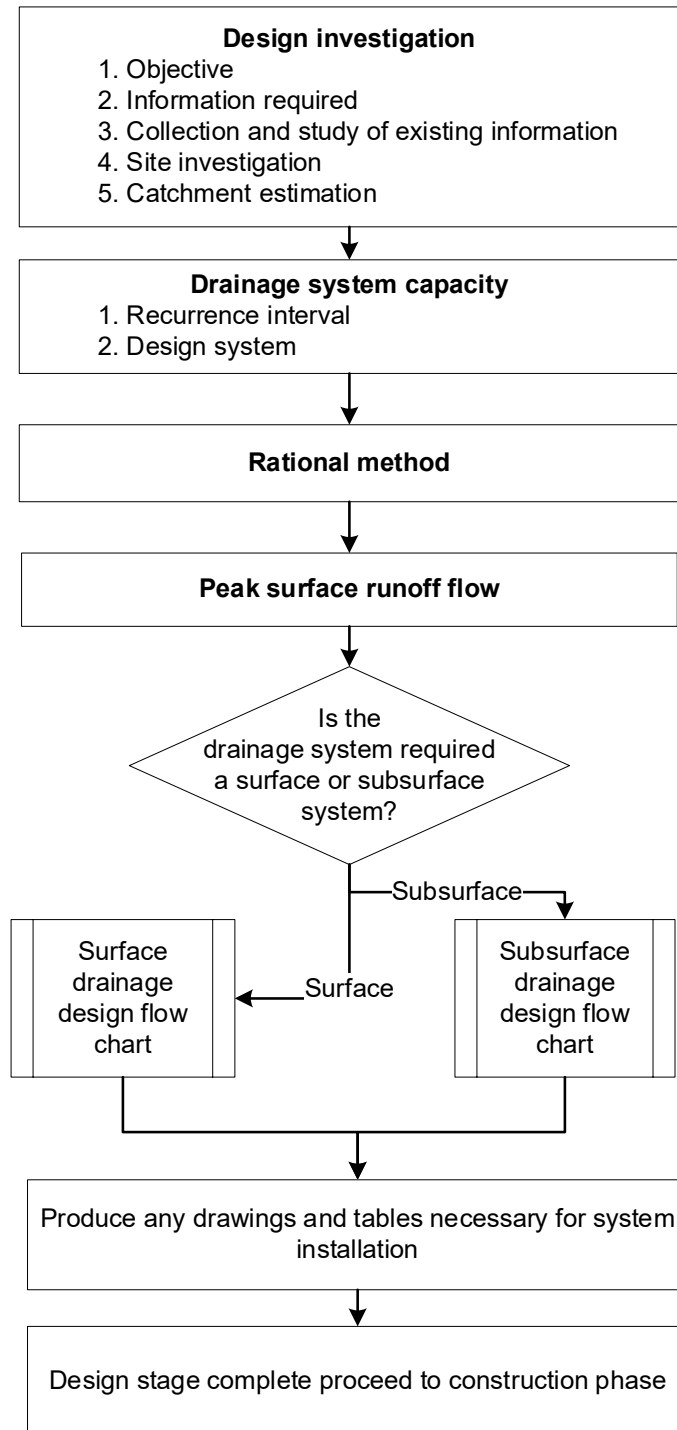 Design investigation
1. Objective
2. Information required
3. Collection and study of existing information
4. Site investigation
5. Catchment estimation
Drainage system capacity
1. Recurrence interval
2. Design system
Rational method
Peak surface runoff flow
Is the
drainage system required
a surface or subsurface
system?
Subsurface
Surface
Surface
drainage
design flow
chart
Subsurface
drainage
design flow
chart
Produce any drawings and tables necessary for system
installation
Design stage complete proceed to construction phase